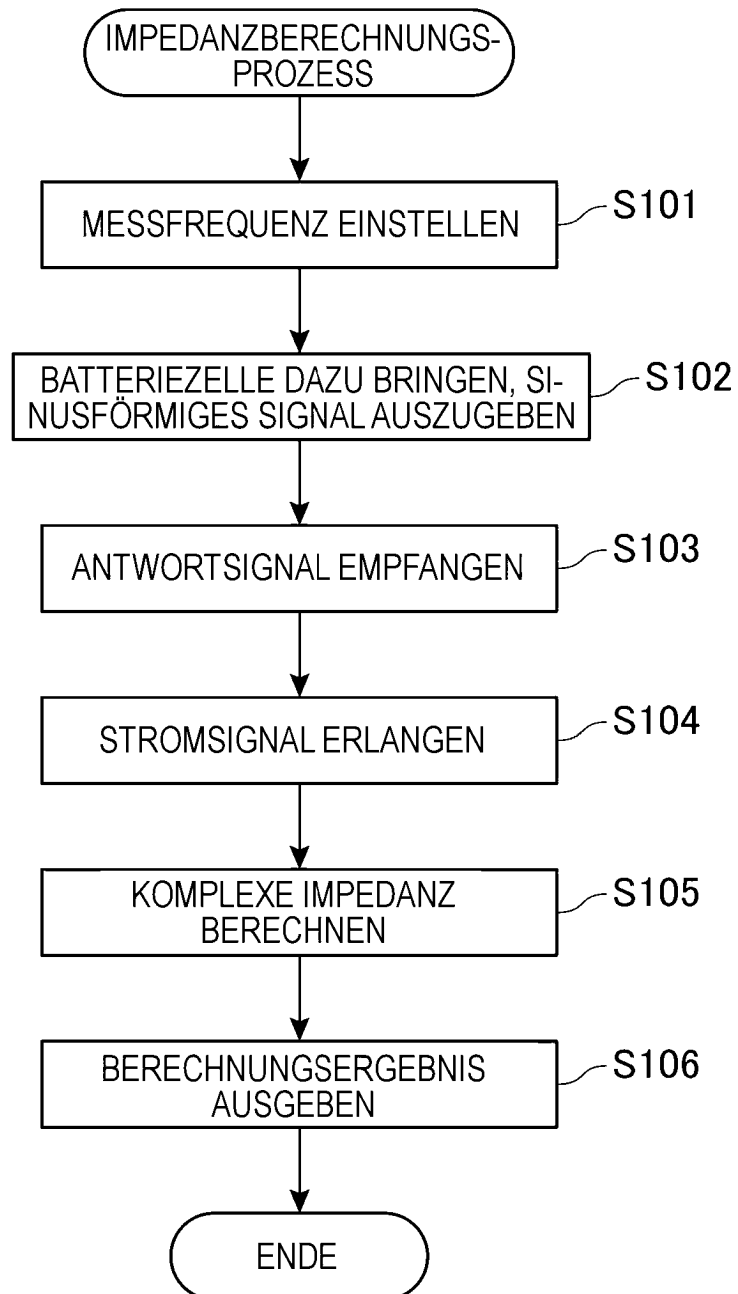 IMPEDANZBERECHNUNGS-
PROZESS
MESSFREQUENZ EINSTELLEN
S101
BATTERIEZELLE DAZU BRINGEN, SI-
NUSFÖRMIGES SIGNAL AUSZUGEBEN
S102
ANTWORTSIGNAL EMPFANGEN
S103
STROMSIGNAL ERLANGEN
S104
KOMPLEXE IMPEDANZ
BERECHNEN
S105
BERECHNUNGSERGEBNIS
AUSGEBEN
S106
ENDE